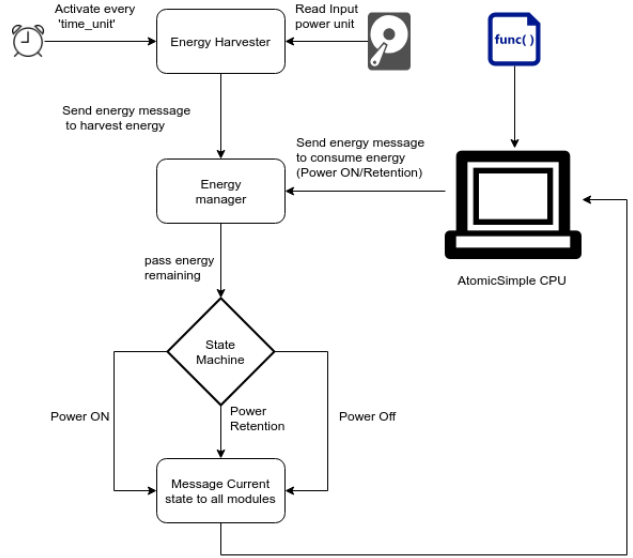 Activate every
'time_unit'
Read Input
power unit
Energy Harvester
func( )
Send energy message
to harvest energy
Send energy message
to consume energy
(Power ON/Retention)
Energy
manager
AtomicSimple CPU
pass energy
remaining
State
Machine
Power ON
Power
Retention
Power Off
Message Current
state to all modules